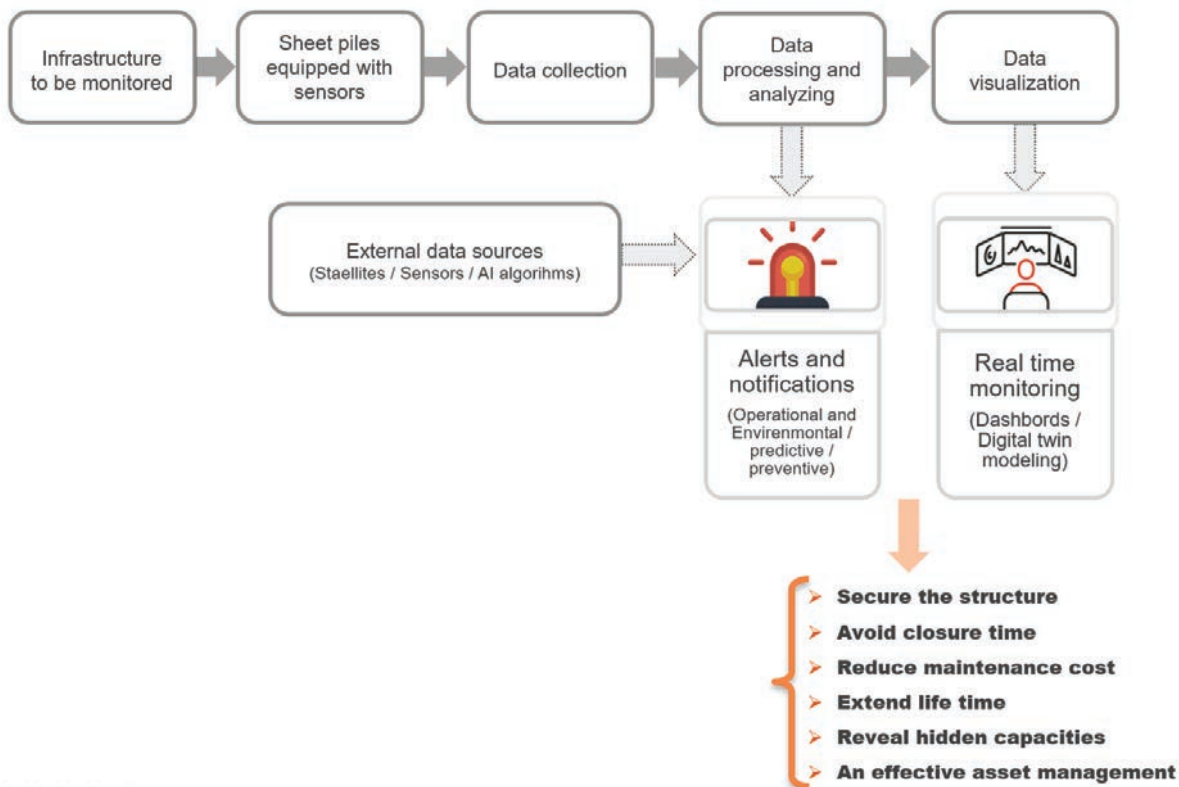 Infrastructure
to be monitored
Sheet piles
equipped with
sensors
Data collection
Data
processing and
analyzing
Data
visualization
External data sources
(Staellites / Sensors / AI algorihms)
Alerts and
notifications
(Operational and
Envirenmontal /
predictive /
preventive)
Real time
monitoring
(Dashbords /
Digital twin
modeling)
➢ Secure the structure
➢ Avoid closure time
➢ Reduce maintenance cost
➢ Extend life time
➢ Reveal hidden capacities
➢ An effective asset management